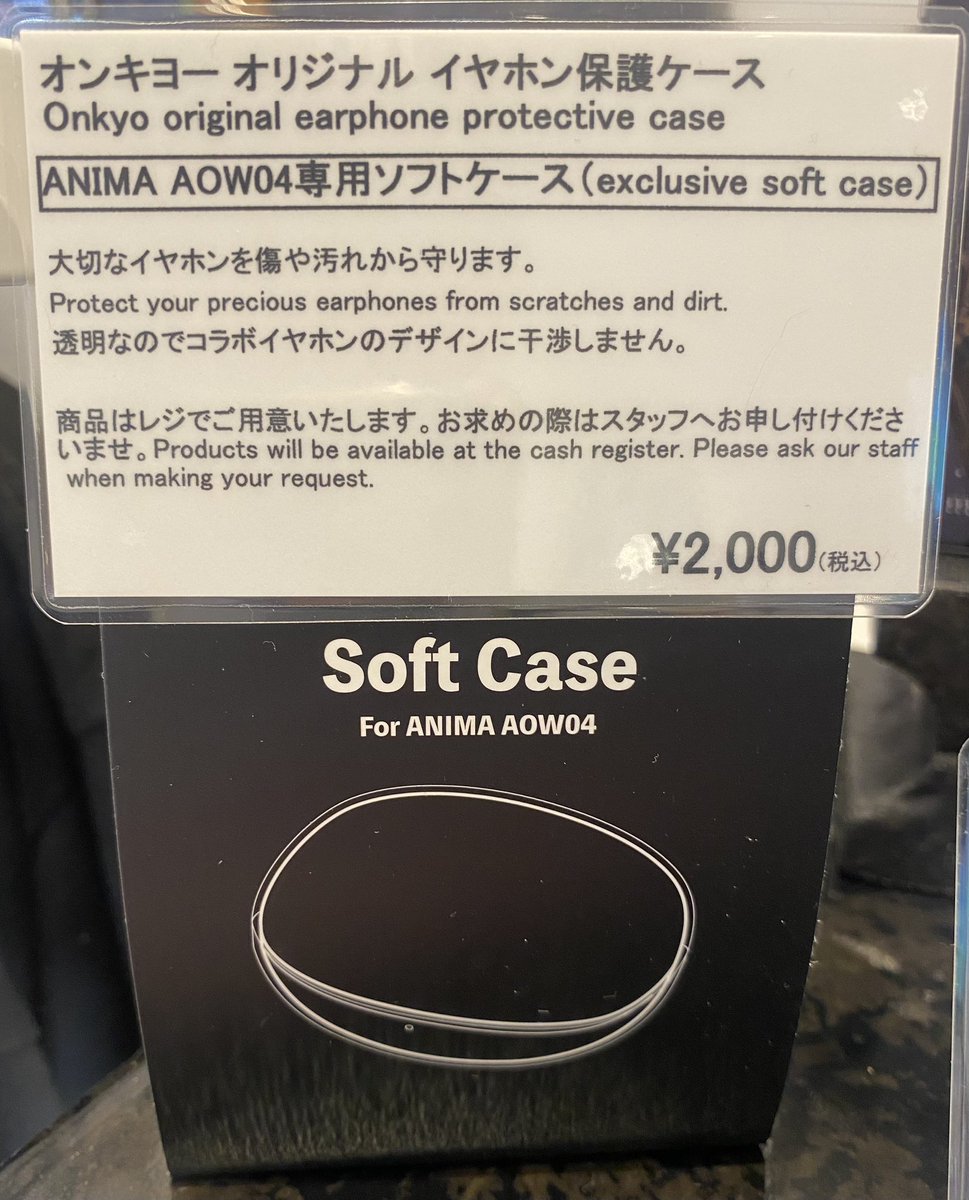 オンキヨー オリジナル イヤホン保護ケース
Onkyo original earphone protective case
ANIMA AOW04専用ソフトケース(exclusive soft case)
大切なイヤホンを傷や汚れから守ります。
Protect your precious earphones from scratches and dirt.
透明なのでコラボイヤホンのデザインに干渉しません。
商品はレジでご用意いたします。お求めの際はスタッフへお申し付けくださ
いませ。Products will be available at the cash register. Please ask our staff
when making your request.
¥2,000(税込)
Soft Case
For ANIMA AOW04